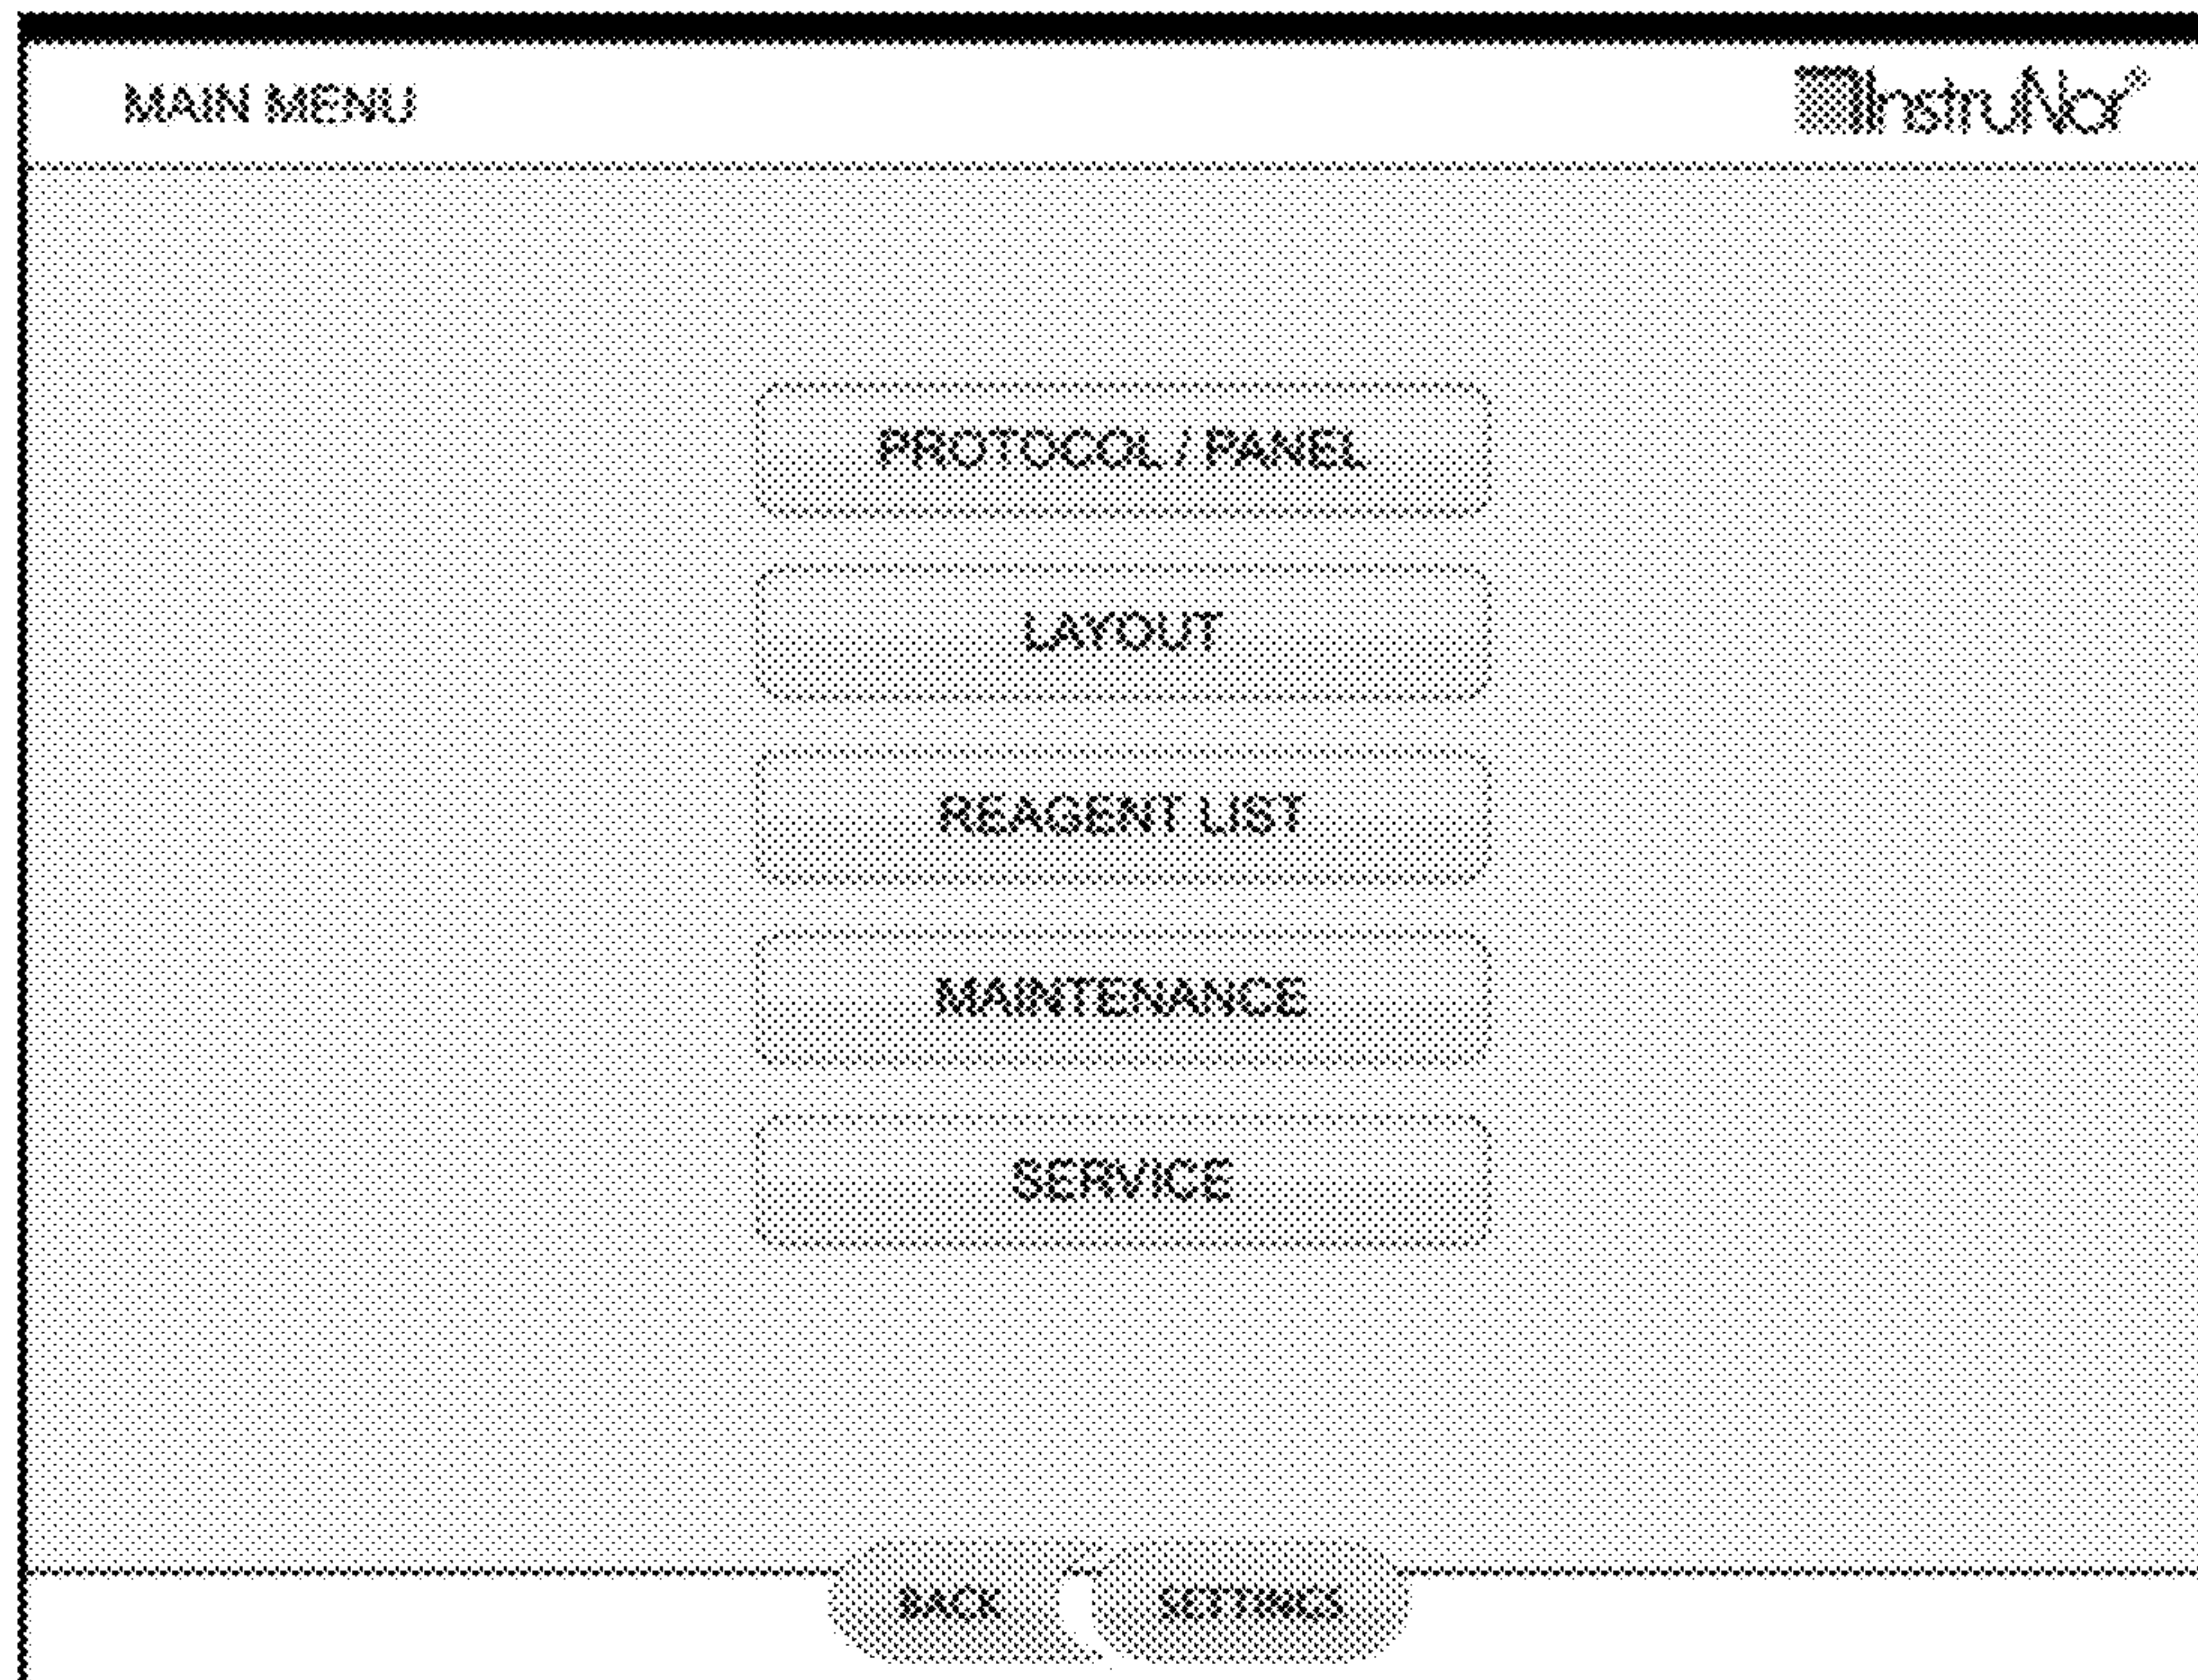 MAIN MENU
InstruNor
PROTOCOL / PANEL
LAYOUT
REAGENT LIST
MAINTENANCE
SERVICE
BACK SETTINGS